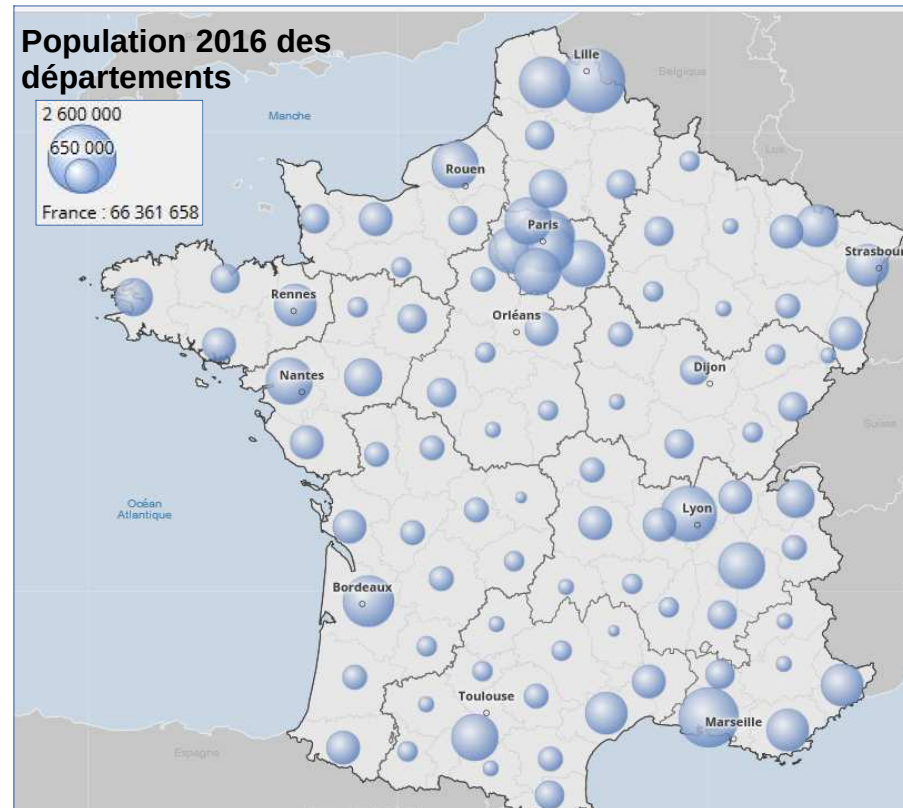 Population 2016 des
départements
2 600 000
650 000
France : 66 361 658
Manche
Lille
Belgique
Lux.
Rouen
Paris
Strasbour
Rennes
Orléans
Nantes
Dijon
Suisse
Océan
Atlantique
Lyon
Bordeaux
Toulouse
Marseille
Espagne